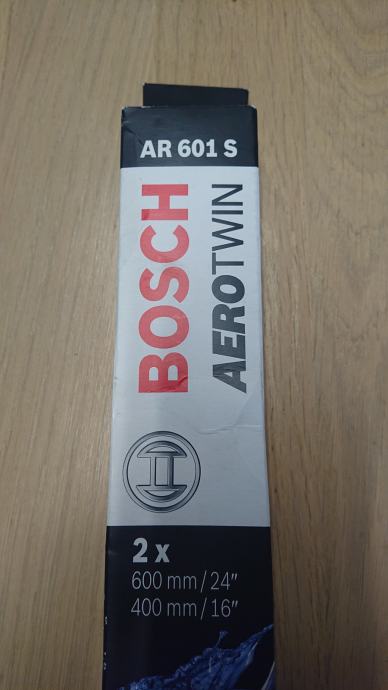 AR 601 S
BOSCH
AEROTWIN
2 x
600 mm/24"
400 mm/16"